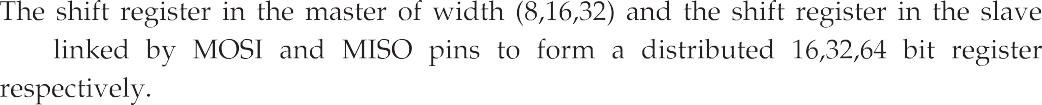 The shift register in the master of width (8,16,32) and the shift register in the slave
linked by MOSI and MISO pins to form a distributed 16,32,64 bit register
respectively.